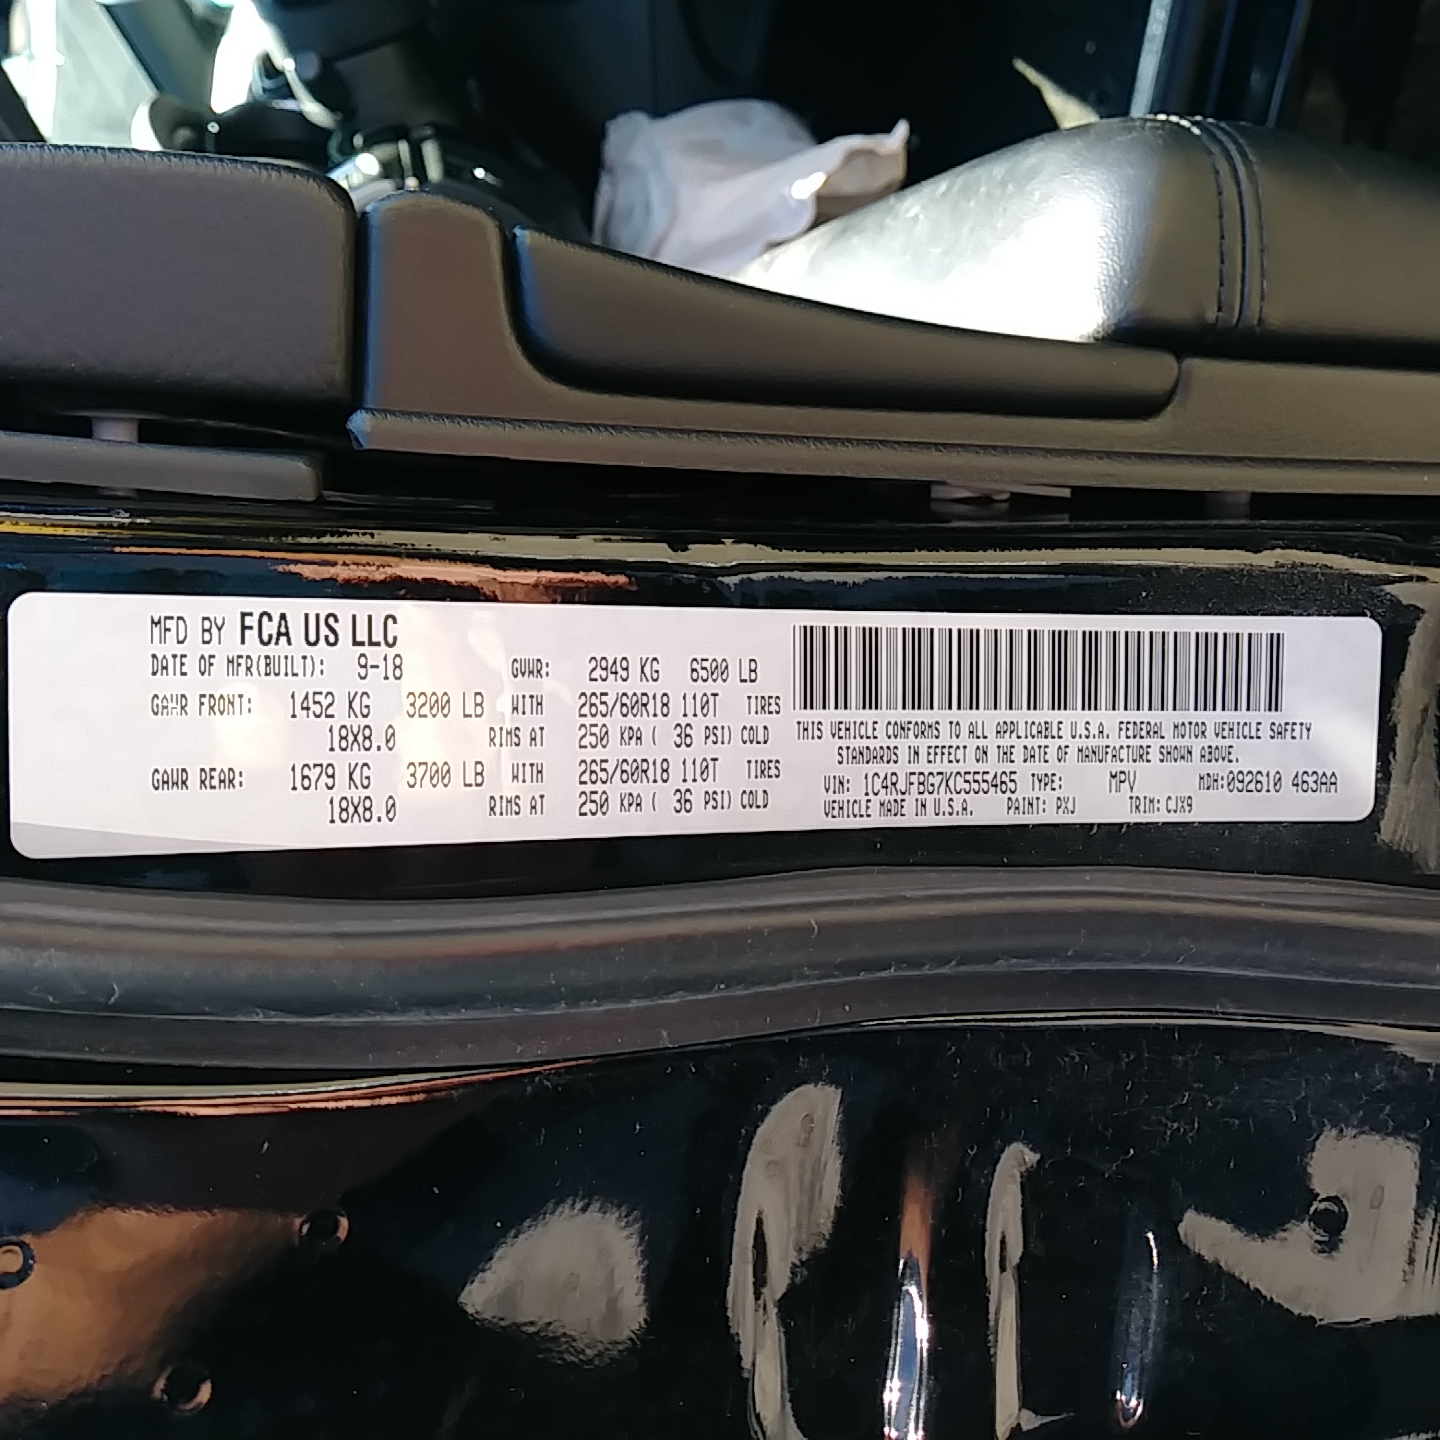 MFD BY FCA US LLC
DATE OF MFR(BUILT): 9-18 GVWR: 2949 KG 6500 LB
GAWR FRONT: 1452 KG 3200 LB WITH 265/60R18 110T TIRES
18X8.0 RIMS AT 250 KPA ( 36 PSI) COLD
GAWR REAR: 1679 KG 3700 LB WITH 265/60R18 110T TIRES
18X8.0 RIMS AT 250 KPA ( 36 PSI) COLD
THIS VEHICLE CONFORMS TO ALL APPLICABLE U.S.A. FEDERAL MOTOR VEHICLE SAFETY
STANDARDS IN EFFECT ON THE DATE OF MANUFACTURE SHOWN ABOVE.
VIN: 1C4RJFBG7KC555465 TYPE: MPV MDH:092610 463AA
VEHICLE MADE IN U.S.A. PAINT: PXJ TRIM: CJX9